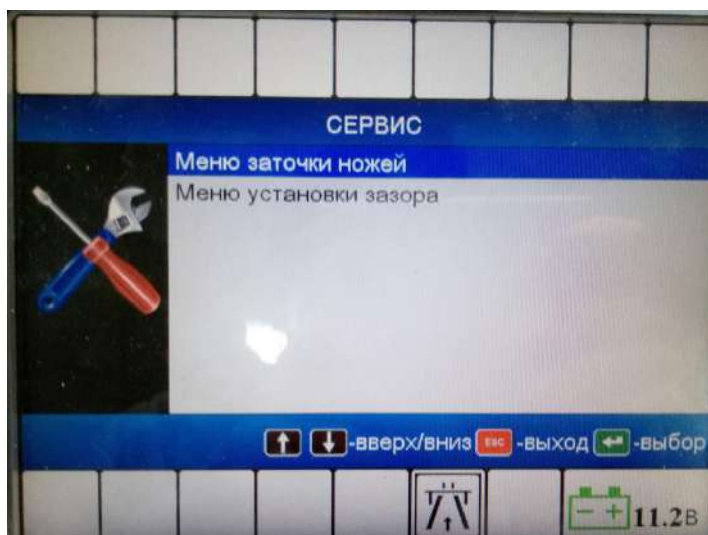 СЕРВИС
Меню заточки ножей
Меню установки зазора
-вверх/вниз ESC -выход -выбор
11.2В